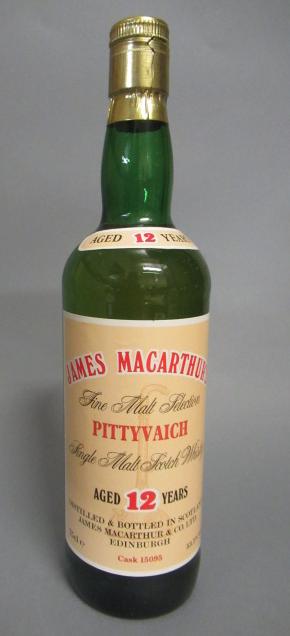 AGED 12 YEARS
JAMES MACARTHUR'S
Fine Malt Selection
PITTYVAICH
Single Malt Scotch Whisky
AGED 12 YEARS
DISTILLED & BOTTLED IN SCOTLAND
JAMES MACARTHUR & CO. LTD
EDINBURGH
Cask 15095